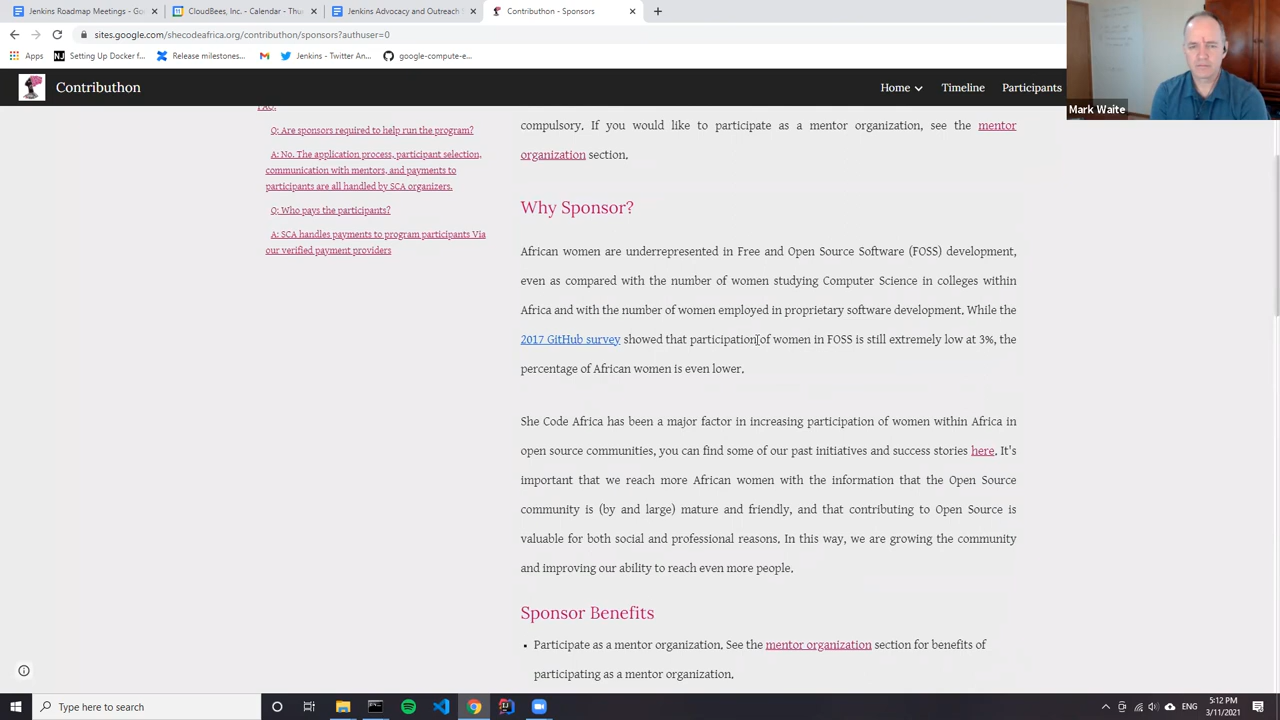 Jenkins Roadmap Meetings - Go
CloudBees, Inc. - Calendar - Thu
Jenkins Advocacy and Outreach
Contributhon - Sponsors
sites.google.com/shecodeafrica.org/contributhon/sponsors?authuser=0
Apps
Setting Up Docker f...
Release milestones...
Jenkins - Twitter An...
google-compute-e...
Contributhon
Home
Timeline
Participants
Mark Waite
FAQ:
Q: Are sponsors required to help run the program?
A: No. The application process, participant selection,
communication with mentors, and payments to
participants are all handled by SCA organizers.
Q: Who pays the participants?
A: SCA handles payments to program participants Via
our verified payment providers
compulsory. If you would like to participate as a mentor organization, see the mentor
organization section.
Why Sponsor?
African women are underrepresented in Free and Open Source Software (FOSS) development,
even as compared with the number of women studying Computer Science in colleges within
Africa and with the number of women employed in proprietary software development. While the
2017 GitHub survey showed that participation of women in FOSS is still extremely low at 3%, the
percentage of African women is even lower.
She Code Africa has been a major factor in increasing participation of women within Africa in
open source communities, you can find some of our past initiatives and success stories here. It's
important that we reach more African women with the information that the Open Source
community is (by and large) mature and friendly, and that contributing to Open Source is
valuable for both social and professional reasons. In this way, we are growing the community
and improving our ability to reach even more people.
Sponsor Benefits
• Participate as a mentor organization. See the mentor organization section for benefits of
participating as a mentor organization.
Type here to search
ENG
5:12 PM
3/11/2021